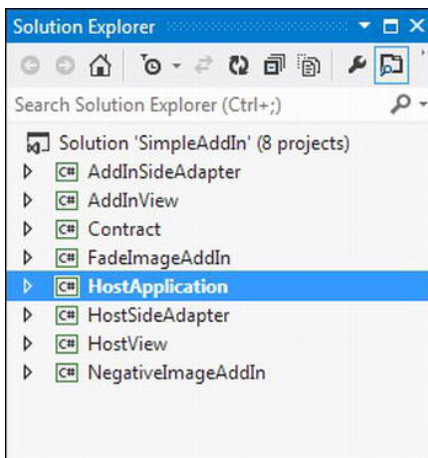 Solution Explorer
Search Solution Explorer (Ctrl+;)
Solution 'SimpleAddIn' (8 projects)
C# AddInSideAdapter
C# AddInView
C# Contract
C# FadeImageAddIn
C# HostApplication
C# HostSideAdapter
C# HostView
C# NegativeImageAddIn